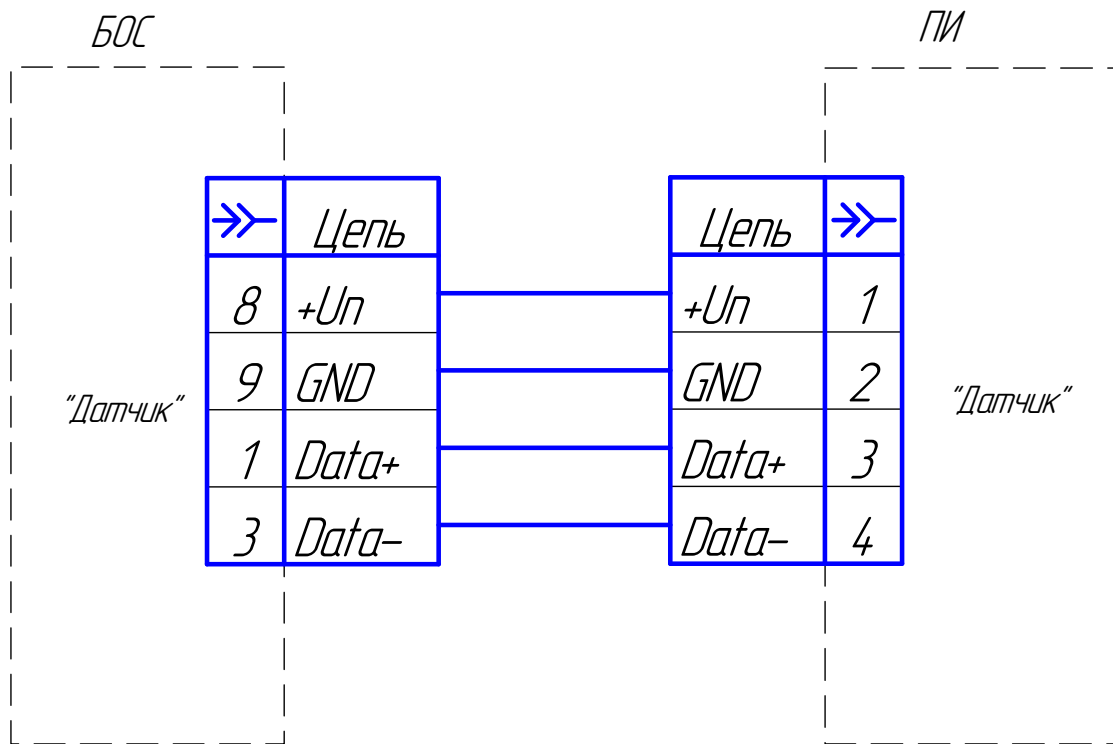 БОС
ПИ
Цепь
Цепь
8 +Uп
+Uп 1
9 GND
GND 2
"Датчик"
"Датчик"
1 Data+
Data+ 3
3 Data-
Data- 4